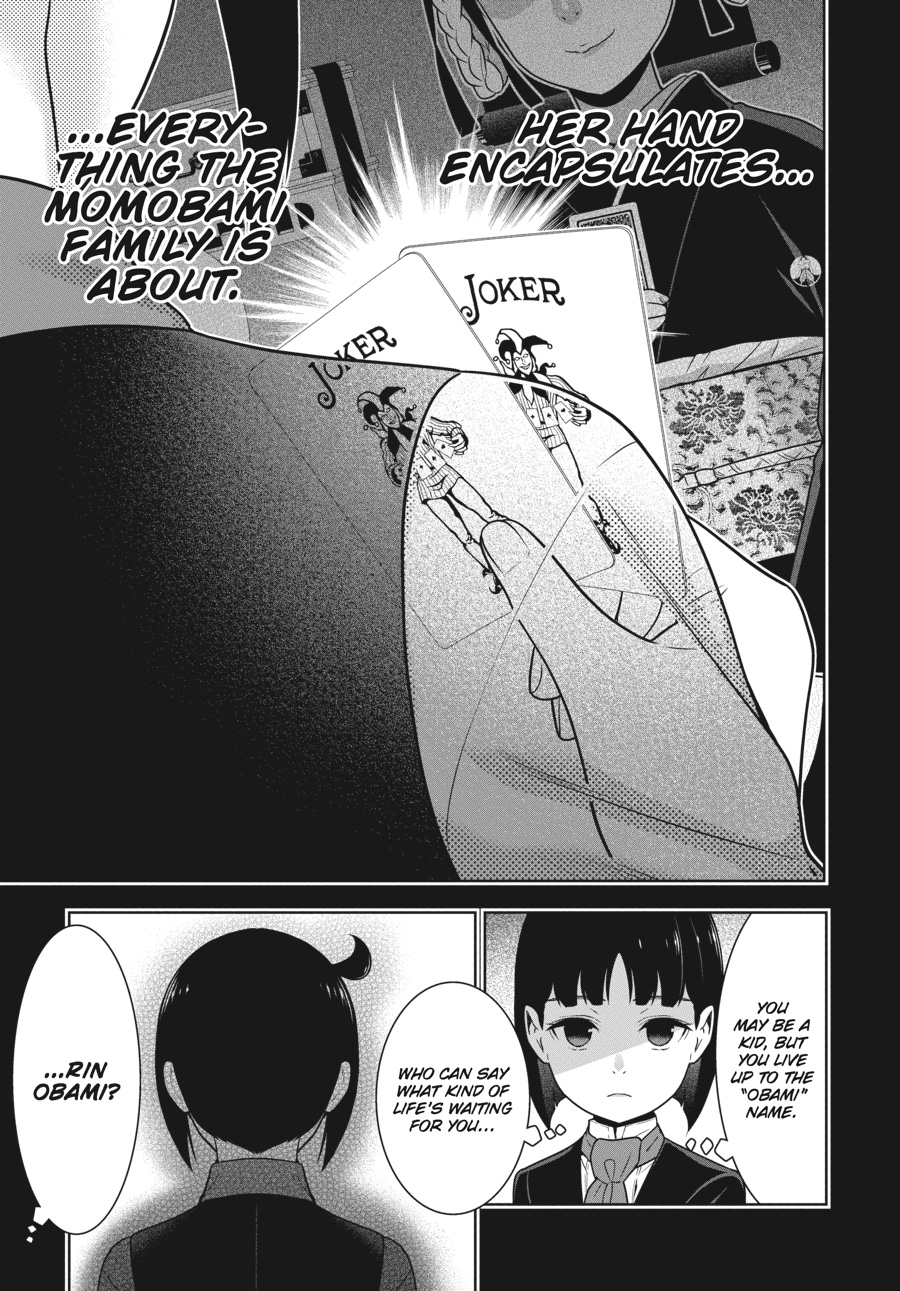 HER HAND
ENCAPSULATES...
...EVERY-
THING THE
MOMOBAMI
FAMILY IS
ABOUT.
JOKER
JOKER
YOU
MAY BE A
KID, BUT
YOU LIVE
UP TO THE
"OBAMI"
NAME.
WHO CAN SAY
WHAT KIND OF
LIFE'S WAITING
FOR YOU...
...RIN
OBAMI?